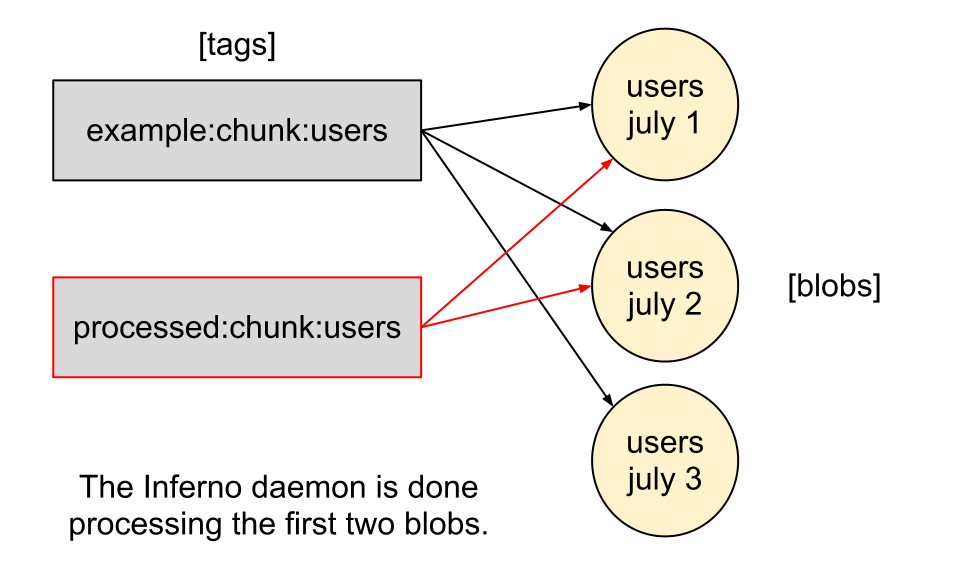 [tags]
example:chunk:users
users
july 1
users
july 2
[blobs]
processed:chunk:users
users
july 3
The Inferno daemon is done
processing the first two blobs.